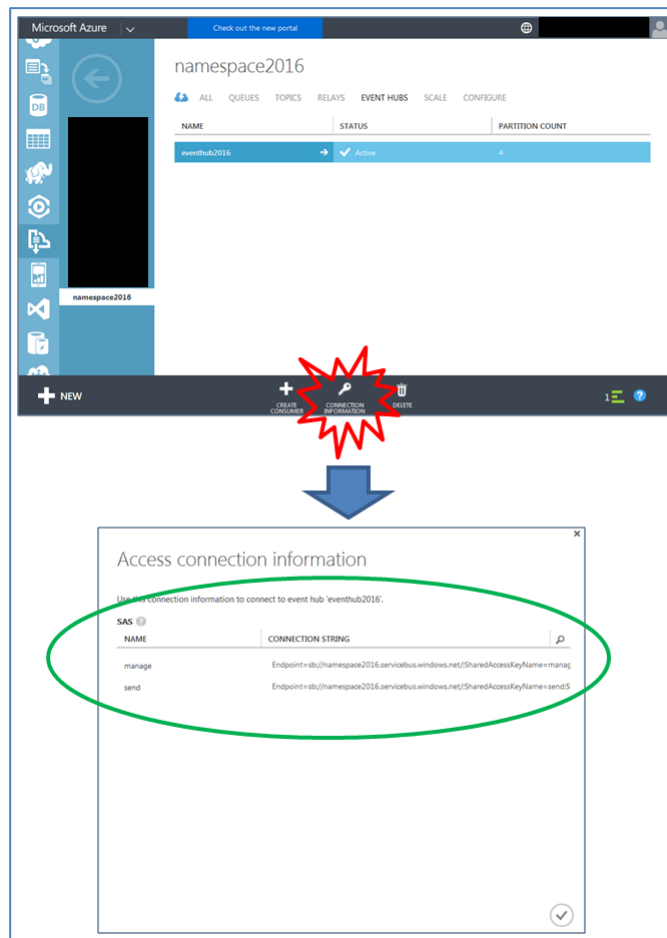 Microsoft Azure
Check out the new portal
DB
namespace2016
ALL QUEUES TOPICS RELAYS EVENT HUBS SCALE CONFIGURE
NAME STATUS PARTITION COUNT
eventhub2016 Active 4
namespace2016
NEW
CREATE CONSUMER
CONNECTION INFORMATION
DELETE
1
?
Access connection information
Use this connection information to connect to event hub 'eventhub2016'.
SAS ?
NAME CONNECTION STRING
manage Endpoint=sb://namespace2016.servicebus.windows.net/;SharedAccessKeyName=manag
send Endpoint=sb://namespace2016.servicebus.windows.net/;SharedAccessKeyName=send;S